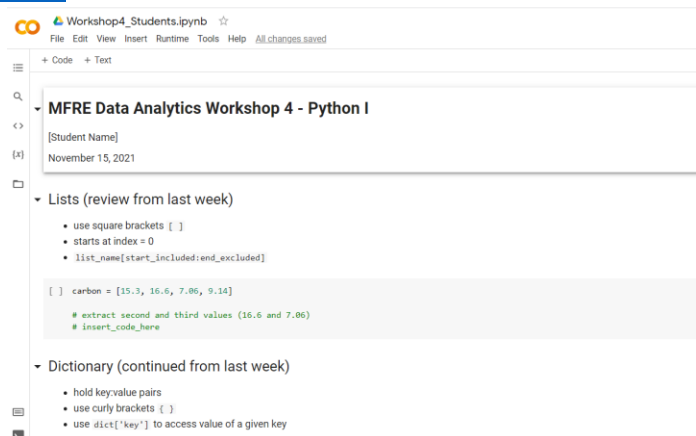 Workshop4_Students.ipynb
File Edit View Insert Runtime Tools Help All changes saved
+ Code + Text
MFRE Data Analytics Workshop 4 - Python I
[Student Name]
November 15, 2021
Lists (review from last week)
• use square brackets [ ]
• starts at index = 0
• list_name[start_included:end_excluded]
[ ] carbon = [15.3, 16.6, 7.06, 9.14]
# extract second and third values (16.6 and 7.06)
# insert_code_here
Dictionary (continued from last week)
• hold key:value pairs
• use curly brackets { }
• use dict['key'] to access value of a given key